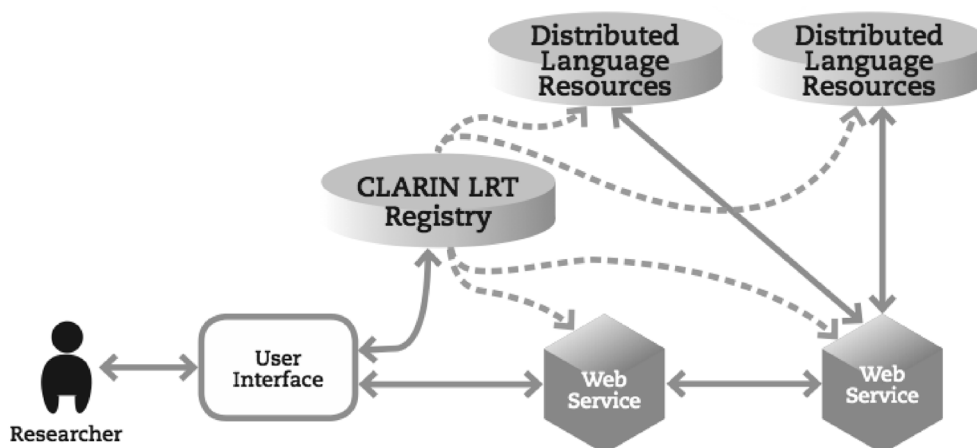 Distributed
Language
Resources
Distributed
Language
Resources
CLARIN LRT
Registry
User
Interface
Web
Service
Web
Service
Researcher